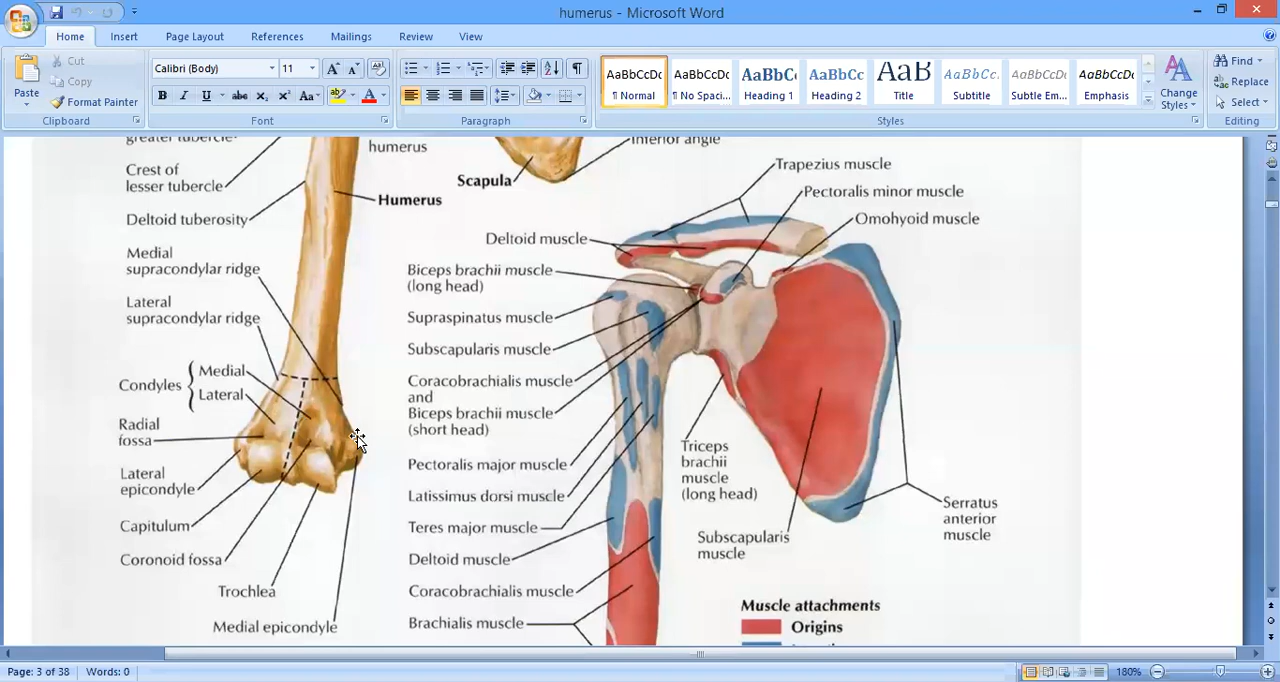 humerus - Microsoft Word
Home Insert Page Layout References Mailings Review View
Paste
Cut
Copy
Format Painter
Clipboard
Calibri (Body) 11
Font
Paragraph
AaBbCcDc AaBbCcDc AaBbC AaBbCc AaB AaBbCc. AaBbCcDc AaBbCcDc
¶ Normal ¶ No Spaci... Heading 1 Heading 2 Title Subtitle Subtle Em... Emphasis
Styles
Change
Styles
Find
Replace
Select
Editing
greater tubercle
Crest of
lesser tubercle
Deltoid tuberosity
Medial
supracondylar ridge
Lateral
supracondylar ridge
Condyles
Medial
Lateral
Radial
fossa
Lateral
epicondyle
Capitulum
Coronoid fossa
Trochlea
Medial epicondyle
humerus
Humerus
Scapula
Inferior angle
Trapezius muscle
Pectoralis minor muscle
Omohyoid muscle
Deltoid muscle
Biceps brachii muscle
(long head)
Supraspinatus muscle
Subscapularis muscle
Coracobrachialis muscle
and
Biceps brachii muscle
(short head)
Pectoralis major muscle
Latissimus dorsi muscle
Teres major muscle
Deltoid muscle
Coracobrachialis muscle
Brachialis muscle
Triceps
brachii
muscle
(long head)
Subscapularis
muscle
Serratus
anterior
muscle
Muscle attachments
Origins
Page: 3 of 38 Words: 0
180%